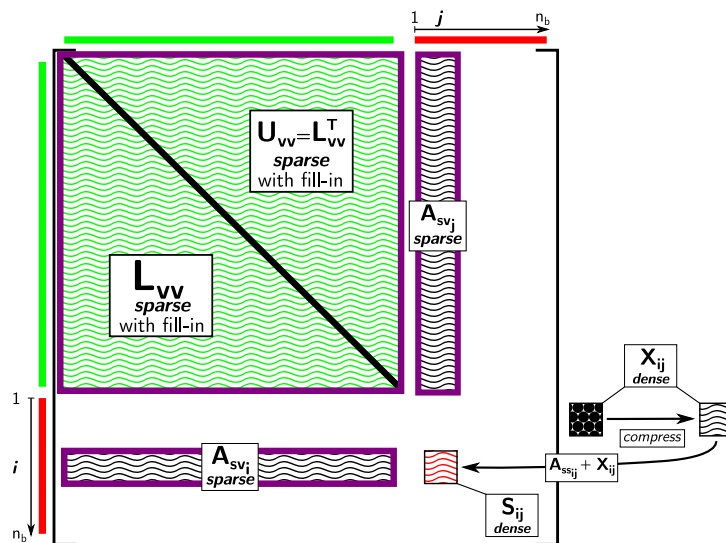 1 j n_b
U_vv=L_vv^T
sparse
with fill-in
A_sv_j
sparse
L_vv
sparse
with fill-in
X_ij
dense
1
compress
i
A_sv_i
sparse
A_ss_ij + X_ij
S_ij
dense
n_b